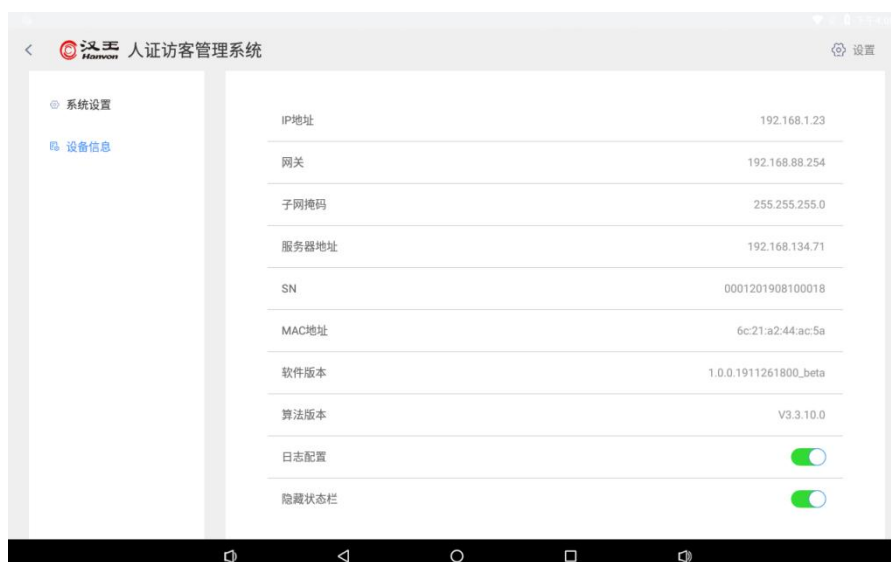 汉王 Hanvon 人证访客管理系统 设置
系统设置
设备信息
IP地址 192.168.1.23
网关 192.168.88.254
子网掩码 255.255.255.0
服务器地址 192.168.134.71
SN 0001201908100018
MAC地址 6c:21:a2:44:ac:5a
软件版本 1.0.0.1911261800_beta
算法版本 V3.3.10.0
日志配置
隐藏状态栏